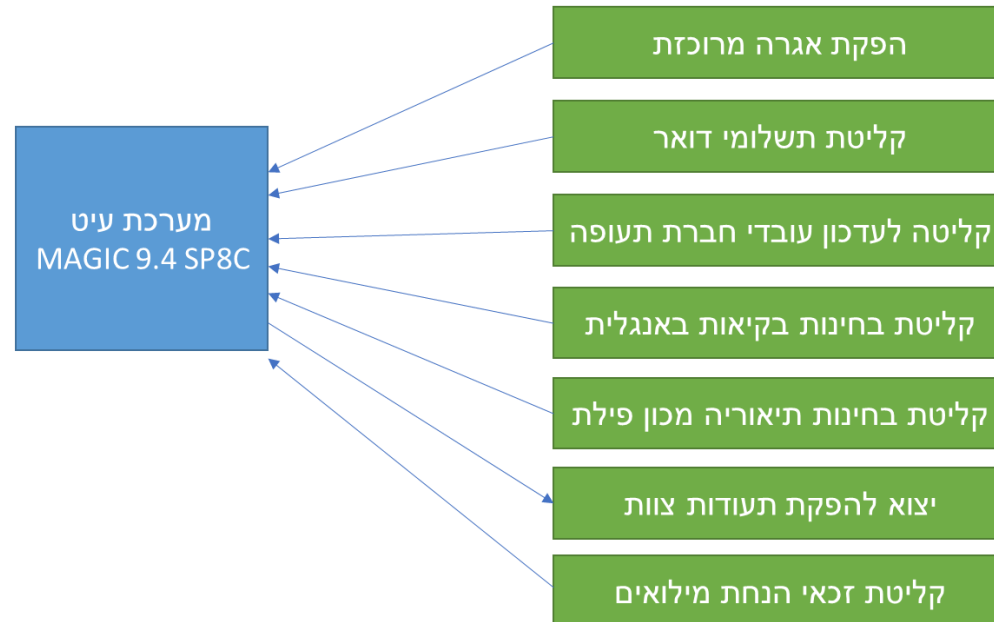 הפקת אגרה מרוכזת
קליטת תשלומי דואר
קליטה לעדכון עובדי חברת תעופה
קליטת בחינות בקיאות באנגלית
קליטת בחינות תיאוריה מכון פילת
יצוא להפקת תעודות צוות
קליטת זכאי הנחת מילואים
מערכת עיט
MAGIC 9.4 SP8C